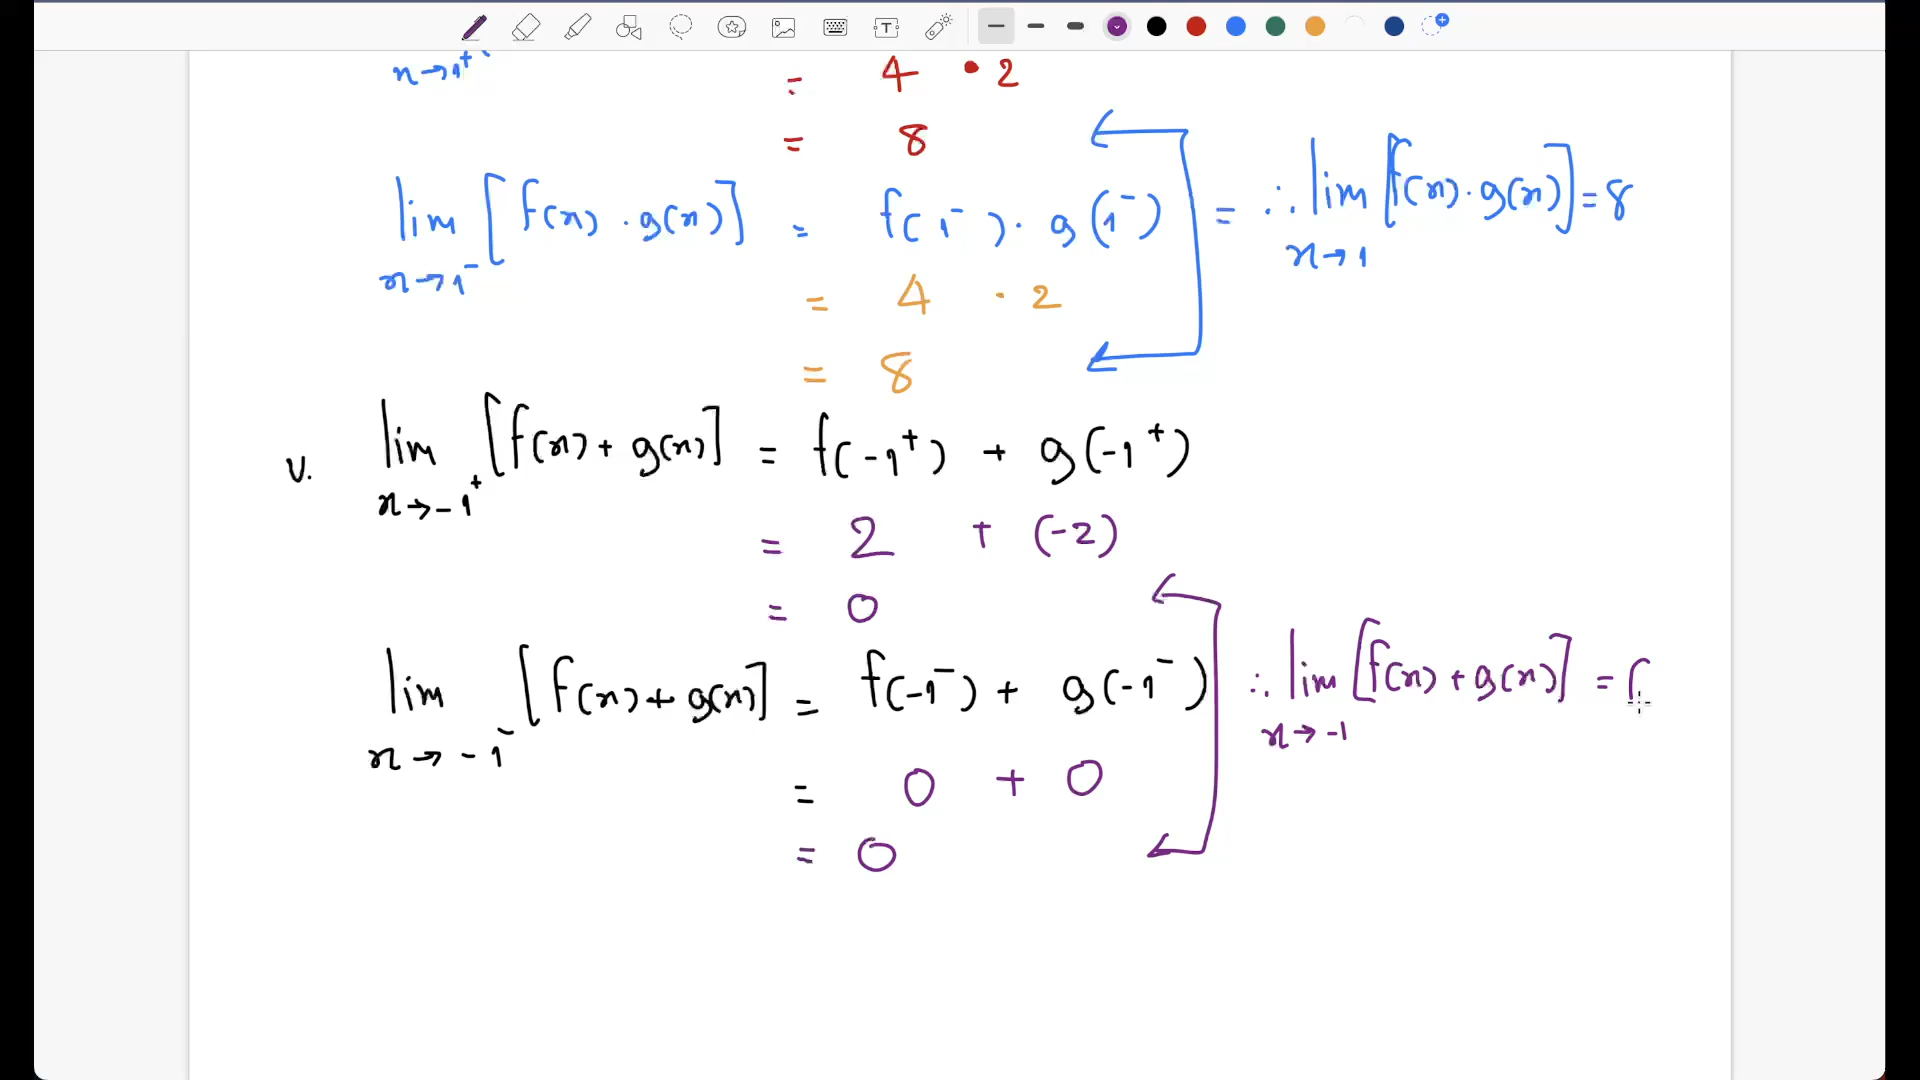 x→1⁺
= 4 · 2
= 8
lim [f(x) · g(x)] = f(1⁻) · g(1⁻) = ∴ lim [f(x) · g(x)] = 8
x→1⁻ x→1
= 4 · 2
= 8
v. lim [f(x) + g(x)] = f(-1⁺) + g(-1⁺)
x→-1⁺
= 2 + (-2)
= 0
lim [f(x) + g(x)] = f(-1⁻) + g(-1⁻) ∴ lim [f(x) + g(x)] =
x→-1⁻ x→-1
= 0 + 0
= 0